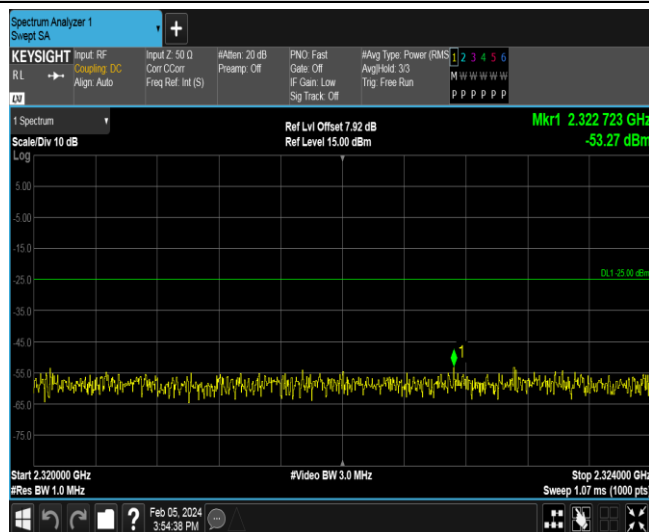 Spectrum Analyzer 1
Swept SA
+
KEYSIGHT Input: RF Input Z: 50 Ω #Atten: 20 dB PNO: Fast #Avg Type: Power (RMS 1 2 3 4 5 6
RL Coupling: DC Corr CCorr Preamp: Off Gate: Off Avg|Hold: 3/3 M W W W W W
Align: Auto Freq Ref: Int (S) IF Gain: Low Trig: Free Run
Sig Track: Off P P P P P P
LXI
1 Spectrum Ref Lvl Offset 7.92 dB Mkr1 2.322 723 GHz
Scale/Div 10 dB Ref Level 15.00 dBm -53.27 dBm
Log
5.00
-5.00
-15.0
DL1 -25.00 dBm
-25.0
-35.0
-45.0
1
-55.0
-65.0
-75.0
Start 2.320000 GHz #Video BW 3.0 MHz Stop 2.324000 GHz
#Res BW 1.0 MHz Sweep 1.07 ms (1000 pts)
? Feb 05, 2024
3:54:38 PM